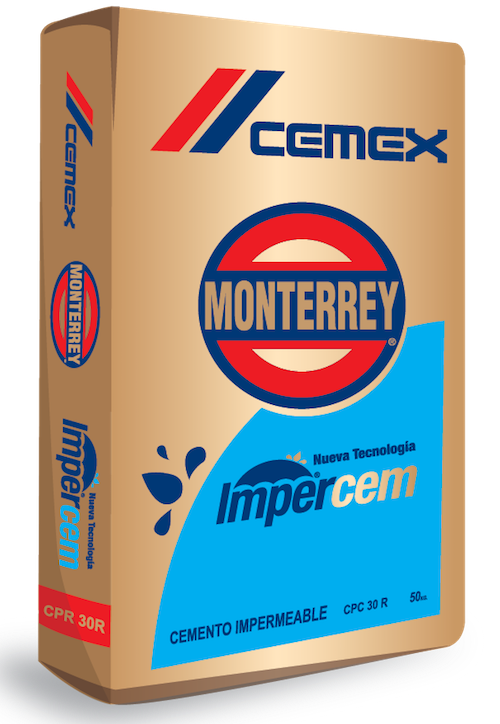 CEMEX
MONTERREY
®
Nueva Tecnología
Impercem
®
CEMENTO IMPERMEABLE CPC 30 R 50KG.
CEMEX
MONTERREY
Impercem
®
Nueva Tecnología
CPR 30R